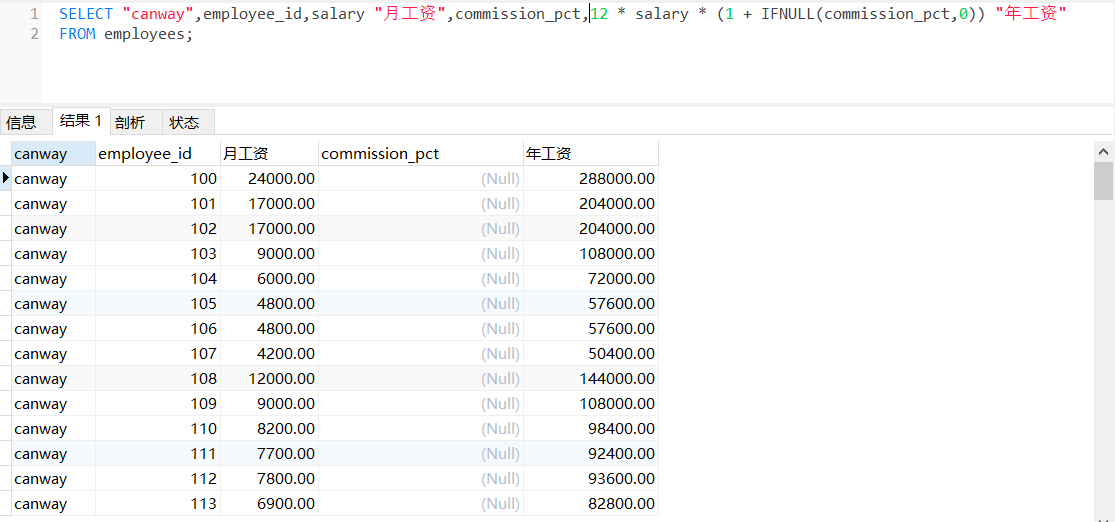 1 SELECT "canway",employee_id,salary "月工资",commission_pct,12 * salary * (1 + IFNULL(commission_pct,0)) "年工资"
2 FROM employees;
信息 结果 1 剖析 状态
canway employee_id 月工资 commission_pct 年工资
canway 100 24000.00 (Null) 288000.00
canway 101 17000.00 (Null) 204000.00
canway 102 17000.00 (Null) 204000.00
canway 103 9000.00 (Null) 108000.00
canway 104 6000.00 (Null) 72000.00
canway 105 4800.00 (Null) 57600.00
canway 106 4800.00 (Null) 57600.00
canway 107 4200.00 (Null) 50400.00
canway 108 12000.00 (Null) 144000.00
canway 109 9000.00 (Null) 108000.00
canway 110 8200.00 (Null) 98400.00
canway 111 7700.00 (Null) 92400.00
canway 112 7800.00 (Null) 93600.00
canway 113 6900.00 (Null) 82800.00